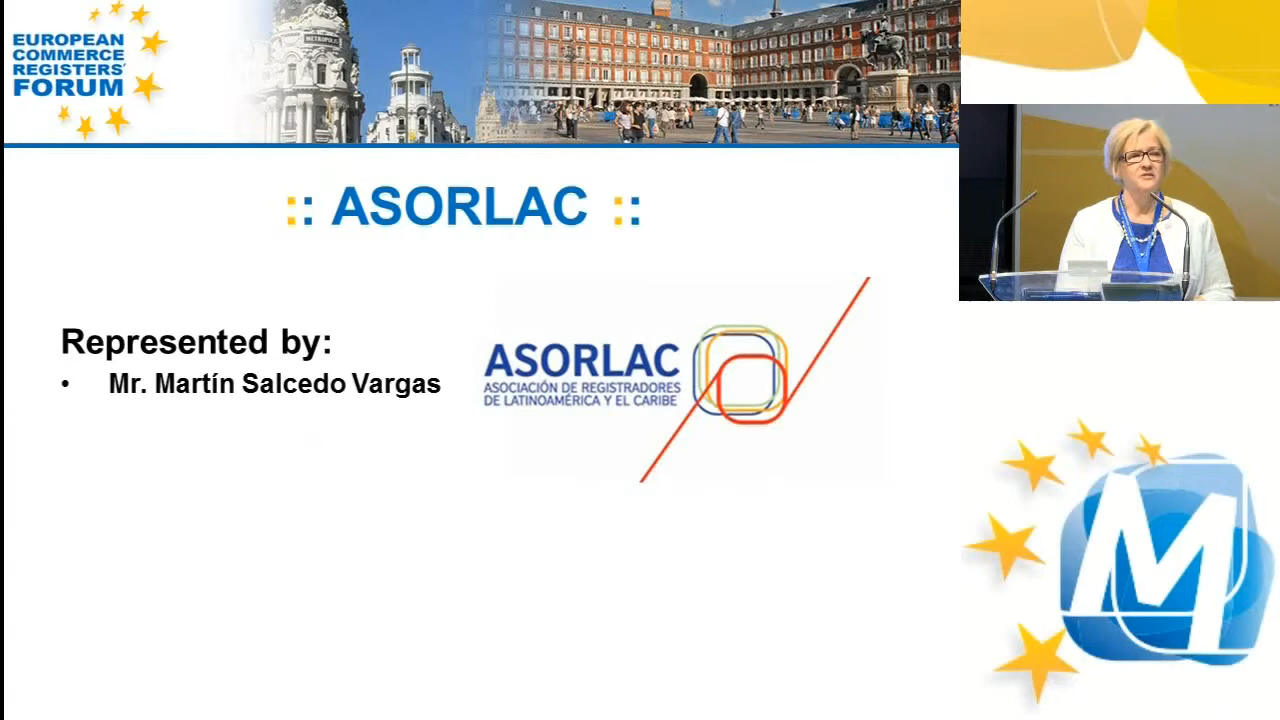 EUROPEAN
COMMERCE
REGISTERS'
FORUM
METROPOLIS
:: ASORLAC ::
Represented by:
• Mr. Martín Salcedo Vargas
ASORLAC
ASOCIACIÓN DE REGISTRADORES
DE LATINOAMÉRICA Y EL CARIBE
M